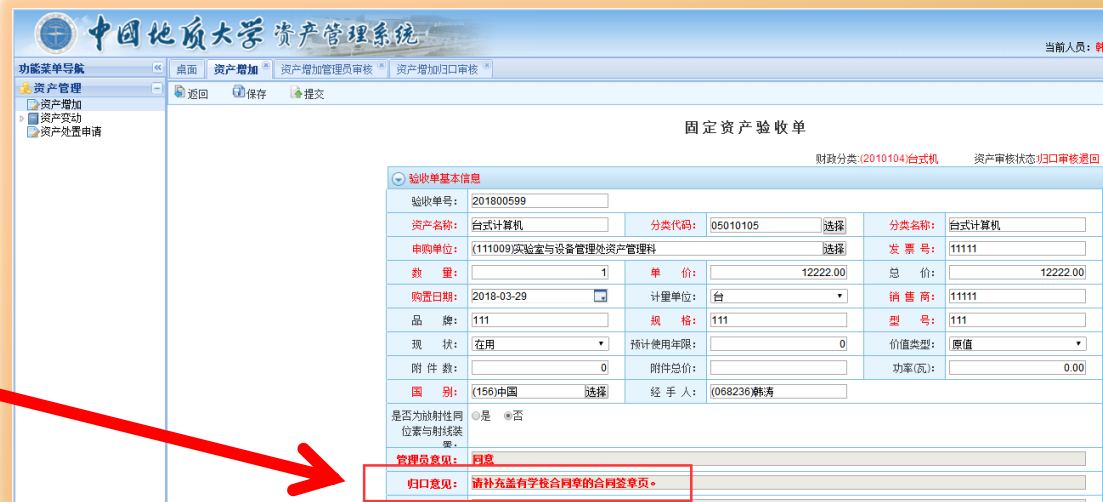 中國地质大学 资产管理系统
当前人员：
功能菜单导航 桌面 资产增加 资产增加管理员审核 资产增加归口审核
资产管理 返回 保存 提交
资产增加
资产变动
资产处置申请
固定资产验收单
财政分类:(2010104)台式机 资产审核状态:归口审核退回
验收单基本信息
验收单号： 201800599
资产名称： 台式计算机 分类代码： 05010105 选择 分类名称： 台式计算机
申购单位： (111009)实验室与设备管理处资产管理科 选择 发 票 号： 11111
数 量： 1 单 价： 12222.00 总 价： 12222.00
购置日期： 2018-03-29 计量单位： 台 销 售 商： 11111
品 牌： 111 规 格： 111 型 号： 111
现 状： 在用 预计使用年限： 0 价值类型： 原值
附 件 数： 0 附件总价： 功率(瓦)： 0.00
国 别： (156)中国 选择 经 手 人： (068236)韩涛
是否为放射性同 是 否
位素与射线装
置：
管理员意见： 同意
归口意见： 请补充盖有学校合同章的合同签章页。